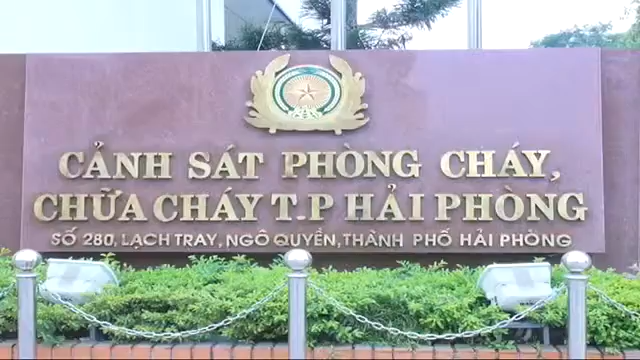 CẢNH SÁT PHÒNG CHÁY,
CHỮA CHÁY T.P HẢI PHÒNG
SỐ 280, LẠCH TRAY, NGÔ QUYỀN, THÀNH PHỐ HẢI PHÒNG